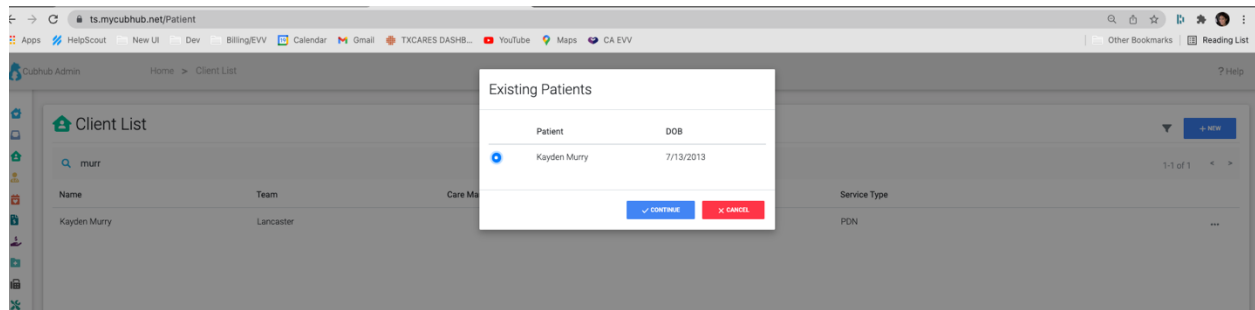 ts.mycubhub.net/Patient
Apps HelpScout New UI Dev Billing/EVV Calendar Gmail TXCARES DASHB... YouTube Maps CA EVV Other Bookmarks Reading List
Cubhub Admin Home > Client List ? Help
Existing Patients
Client List
+ NEW
Patient DOB
murr
Kayden Murry 7/13/2013
1-1 of 1 < >
Name Team Care Ma Service Type
✓ CONTINUE × CANCEL
Kayden Murry Lancaster PDN ...